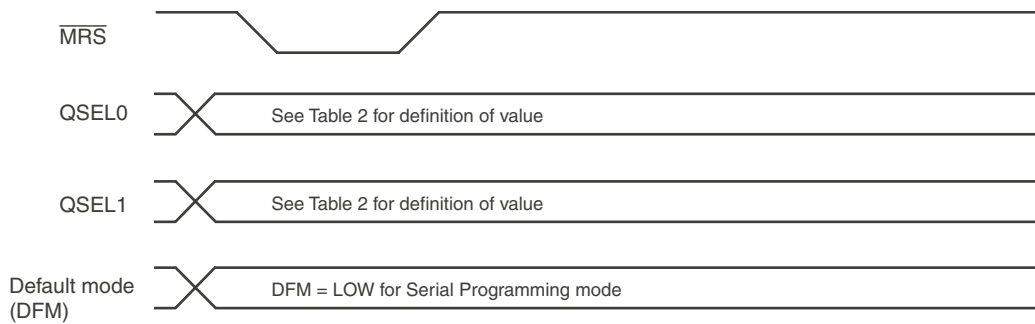 MRS
QSEL0
See Table 2 for definition of value
QSEL1
See Table 2 for definition of value
Default mode
(DFM)
DFM = LOW for Serial Programming mode